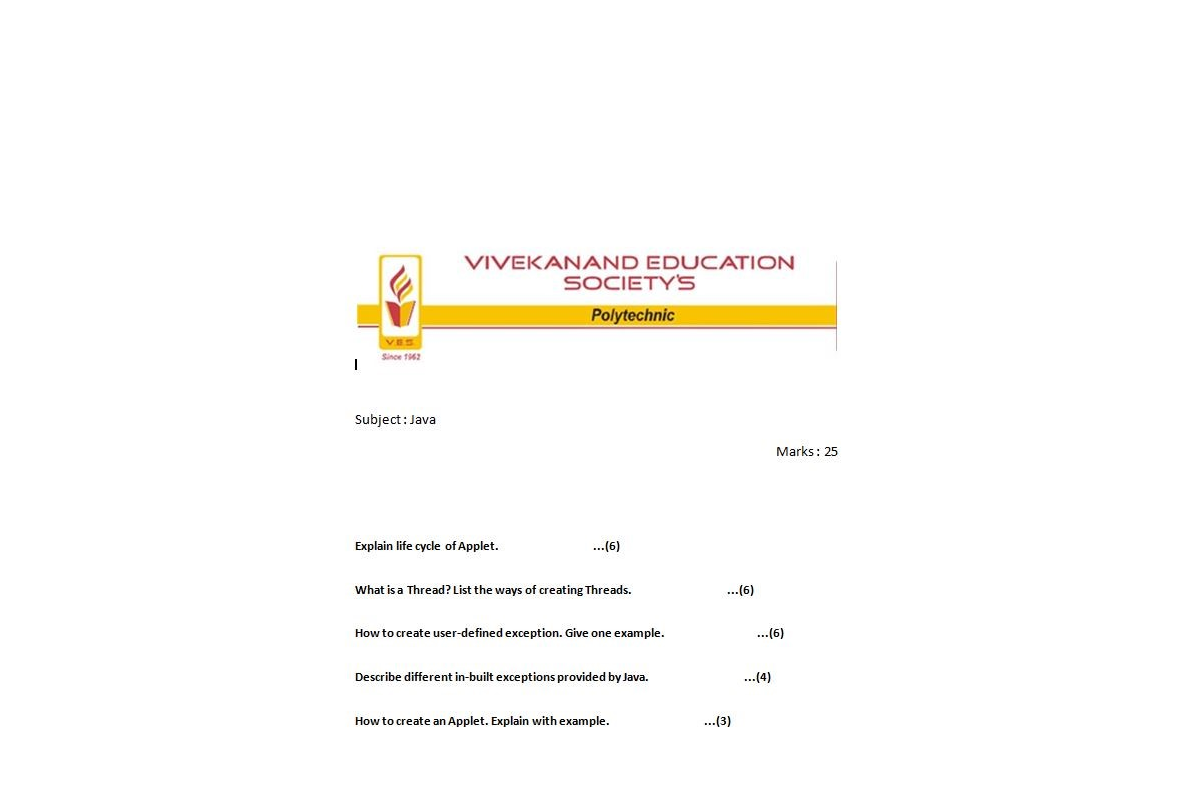 VIVEKANAND EDUCATION
SOCIETY'S
Polytechnic
V.E.S.
Since 1962
Subject : Java
Marks : 25
Explain life cycle of Applet. ...(6)
What is a Thread? List the ways of creating Threads. ...(6)
How to create user-defined exception. Give one example. ...(6)
Describe different in-built exceptions provided by Java. ...(4)
How to create an Applet. Explain with example. ...(3)